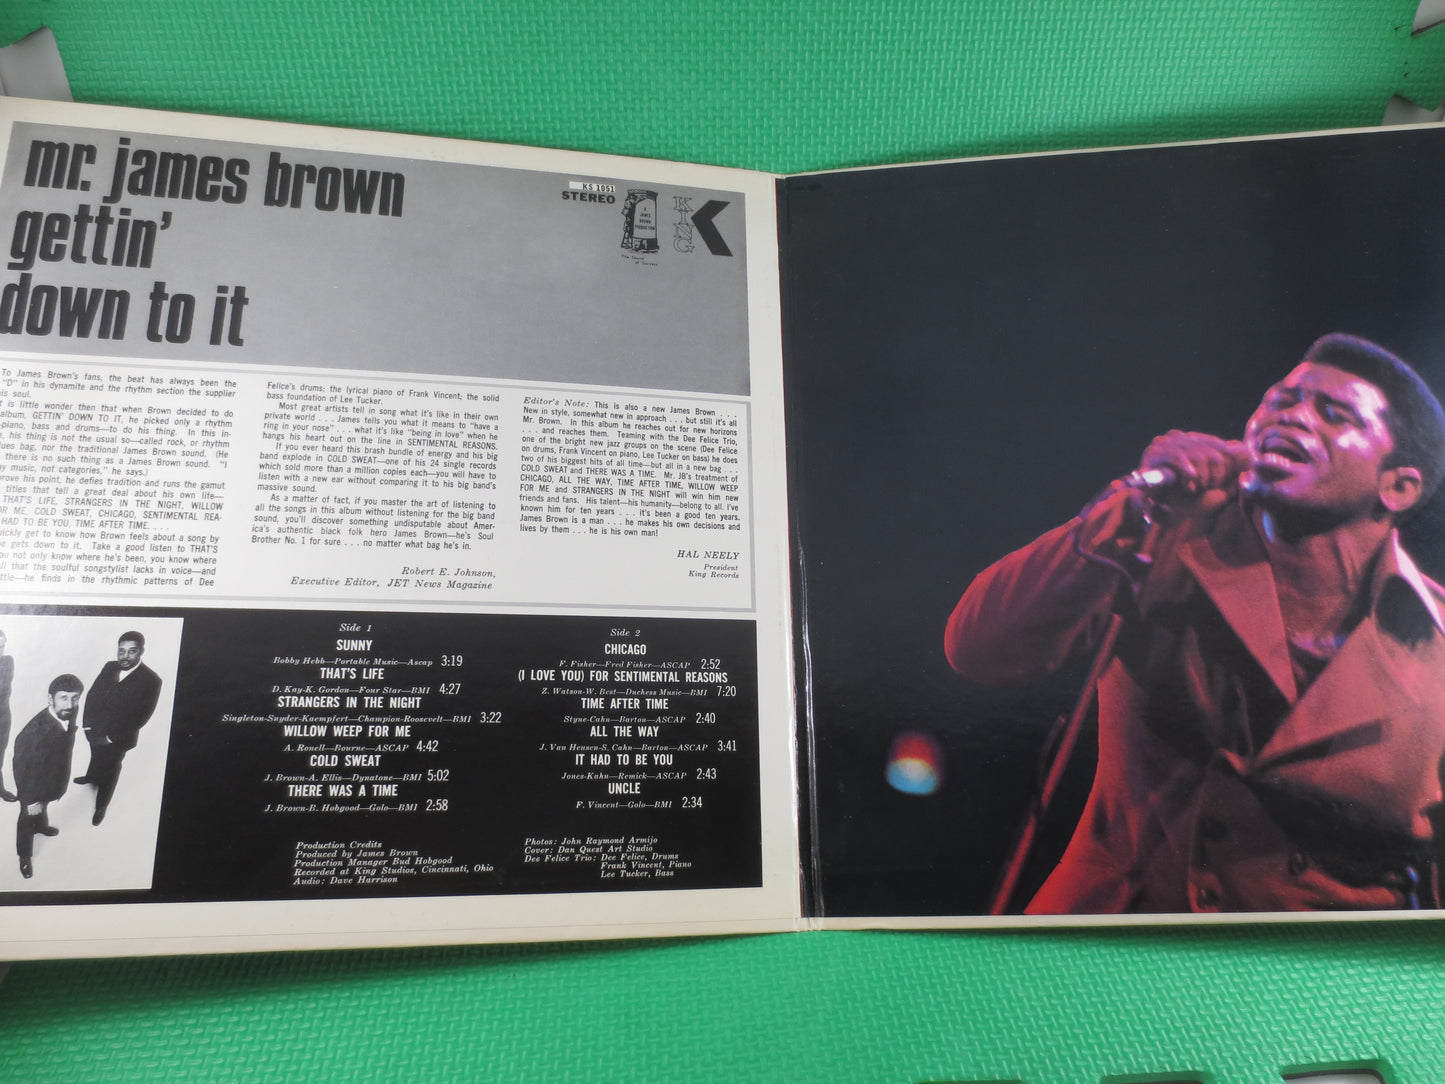 mr. james brown
gettin'
down to it
KS 1051
STEREO
A
JAMES
BROWN
PRODUCTION
The Sound
of Success
KING
K
To James Brown's fans, the beat has always been the
"D" in his dynamite and the rhythm section the supplier
his soul.
t is little wonder then that when Brown decided to do
album, GETTIN' DOWN TO IT, he picked only a rhythm
-piano, bass and drums—to do his thing. In this in-
e, his thing is not the usual so—called rock, or rhythm
ues bag, nor the traditional James Brown sound. (He
there is no such thing as a James Brown sound. "I
y music, not categories," he says.)
rove his point, he defies tradition and runs the gamut
titles that tell a great deal about his own life—
THAT'S LIFE, STRANGERS IN THE NIGHT, WILLOW
OR ME, COLD SWEAT, CHICAGO, SENTIMENTAL REA-
HAD TO BE YOU, TIME AFTER TIME. . . .
uickly get to know how Brown feels about a song by
he gets down to it. Take a good listen to THAT'S
ou not only know where he's been, you know where
ll that the soulful songstylist lacks in voice—and
ttle—he finds in the rhythmic patterns of Dee
Felice's drums; the lyrical piano of Frank Vincent; the solid
bass foundation of Lee Tucker.
Most great artists tell in song what it's like in their own
private world . . . James tells you what it means to "have a
ring in your nose" . . . what it's like "being in love" when he
hangs his heart out on the line in SENTIMENTAL REASONS.
If you ever heard this brash bundle of energy and his big
band explode in COLD SWEAT—one of his 24 single records
which sold more than a million copies each—you will have to
listen with a new ear without comparing it to his big band's
massive sound.
As a matter of fact, if you master the art of listening to
all the songs in this album without listening for the big band
sound, you'll discover something undisputable about Amer-
ica's authentic black folk hero James Brown—he's Soul
Brother No. 1 for sure . . . no matter what bag he's in.
Robert E. Johnson,
Executive Editor, JET News Magazine
Editor's Note: This is also a new James Brown . . .
New in style, somewhat new in approach . . . but still it's all
Mr. Brown. In this album he reaches out for new horizons
. . . and reaches them. Teaming with the Dee Felice Trio,
one of the bright new jazz groups on the scene (Dee Felice
on drums, Frank Vincent on piano, Lee Tucker on bass) he does
two of his biggest hits of all time—but all in a new bag . . .
COLD SWEAT and THERE WAS A TIME. Mr. JB's treatment of
CHICAGO, ALL THE WAY, TIME AFTER TIME, WILLOW WEEP
FOR ME and STRANGERS IN THE NIGHT will win him new
friends and fans. His talent—his humanity—belong to all. I've
known him for ten years . . . it's been a good ten years.
James Brown is a man . . . he makes his own decisions and
lives by them . . . he is his own man!
HAL NEELY
President
King Records
Side 1
SUNNY
Bobby Hebb—Portable Music—Ascap 3:19
THAT'S LIFE
D. Kay-K. Gordon—Four Star—BMI 4:27
STRANGERS IN THE NIGHT
Singleton-Snyder-Kaempfert—Champion-Roosevelt—BMI 3:22
WILLOW WEEP FOR ME
A. Ronell—Bourne—ASCAP 4:42
COLD SWEAT
J. Brown-A. Ellis—Dynatone—BMI 5:02
THERE WAS A TIME
J. Brown-B. Hobgood—Golo—BMI 2:58
Side 2
CHICAGO
F. Fisher—Fred Fisher—ASCAP 2:52
(I LOVE YOU) FOR SENTIMENTAL REASONS
Z. Watson-W. Best—Duchess Music—BMI 7:20
TIME AFTER TIME
Styne-Cahn—Barton—ASCAP 2:40
ALL THE WAY
J. Van Heusen-S. Cahn—Barton—ASCAP 3:41
IT HAD TO BE YOU
Jones-Kahn—Remick—ASCAP 2:43
UNCLE
F. Vincent—Golo—BMI 2:34
Production Credits
Produced by James Brown
Production Manager Bud Hobgood
Recorded at King Studios, Cincinnati, Ohio
Audio: Dave Harrison
Photos: John Raymond Armijo
Cover: Dan Quest Art Studio
Dee Felice Trio: Dee Felice, Drums
Frank Vincent, Piano
Lee Tucker, Bass